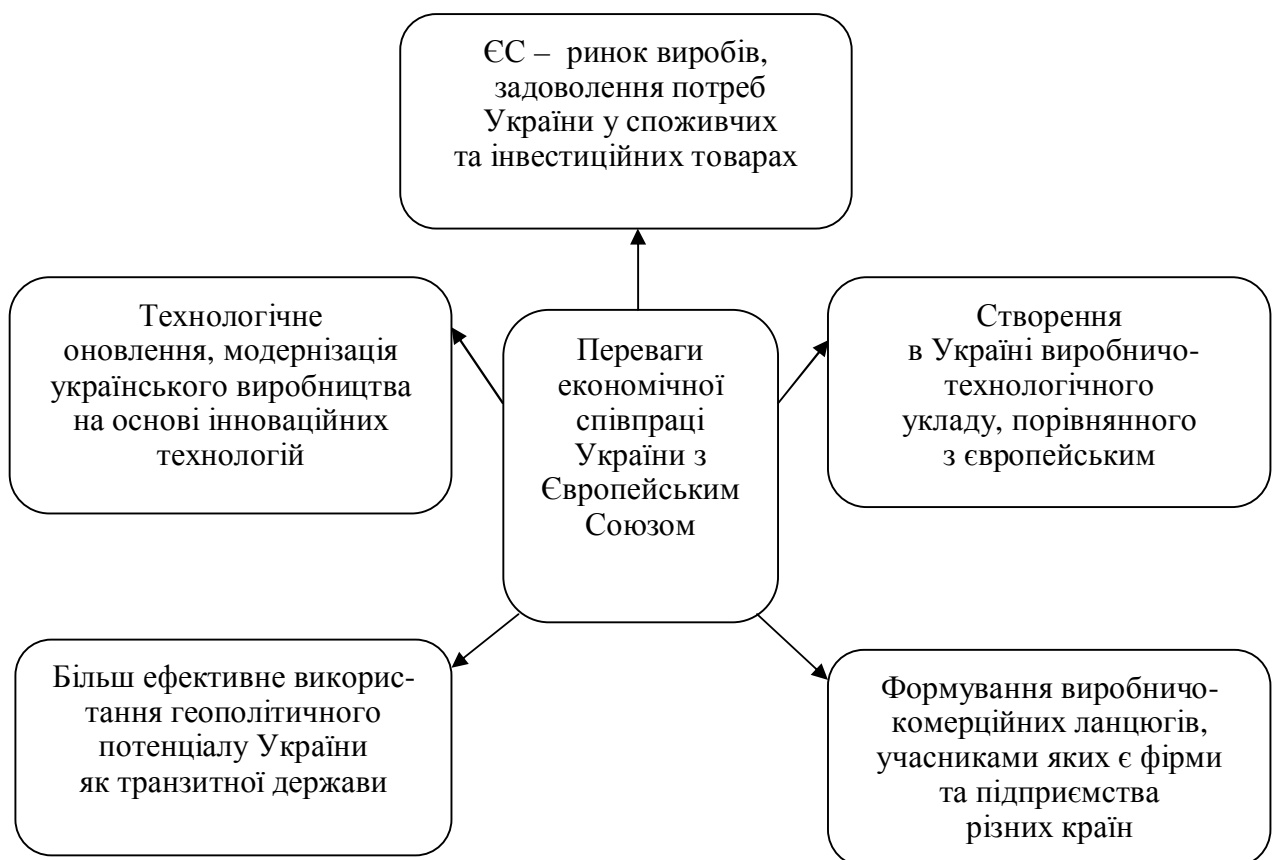 ЄС – ринок виробів,
задоволення потреб
України у споживчих
та інвестиційних товарах
Технологічне
оновлення, модернізація
українського виробництва
на основі інноваційних
технологій
Переваги
економічної
співпраці
України з
Європейським
Союзом
Створення
в Україні виробничо-
технологічного
укладу, порівнянного
з європейським
Більш ефективне викорис-
тання геополітичного
потенціалу України
як транзитної держави
Формування виробничо-
комерційних ланцюгів,
учасниками яких є фірми
та підприємства
різних країн